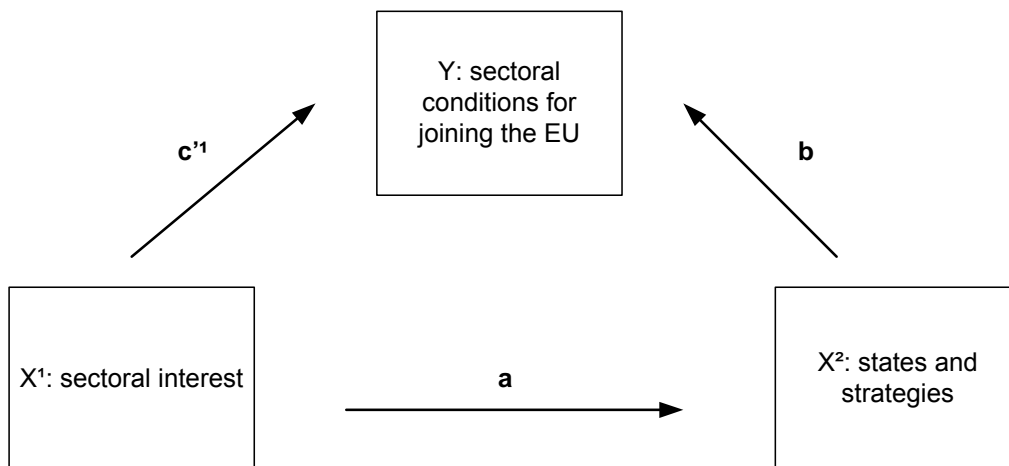 Y: sectoral
conditions for
joining the EU
c’¹
b
X¹: sectoral interest
a
X²: states and
strategies